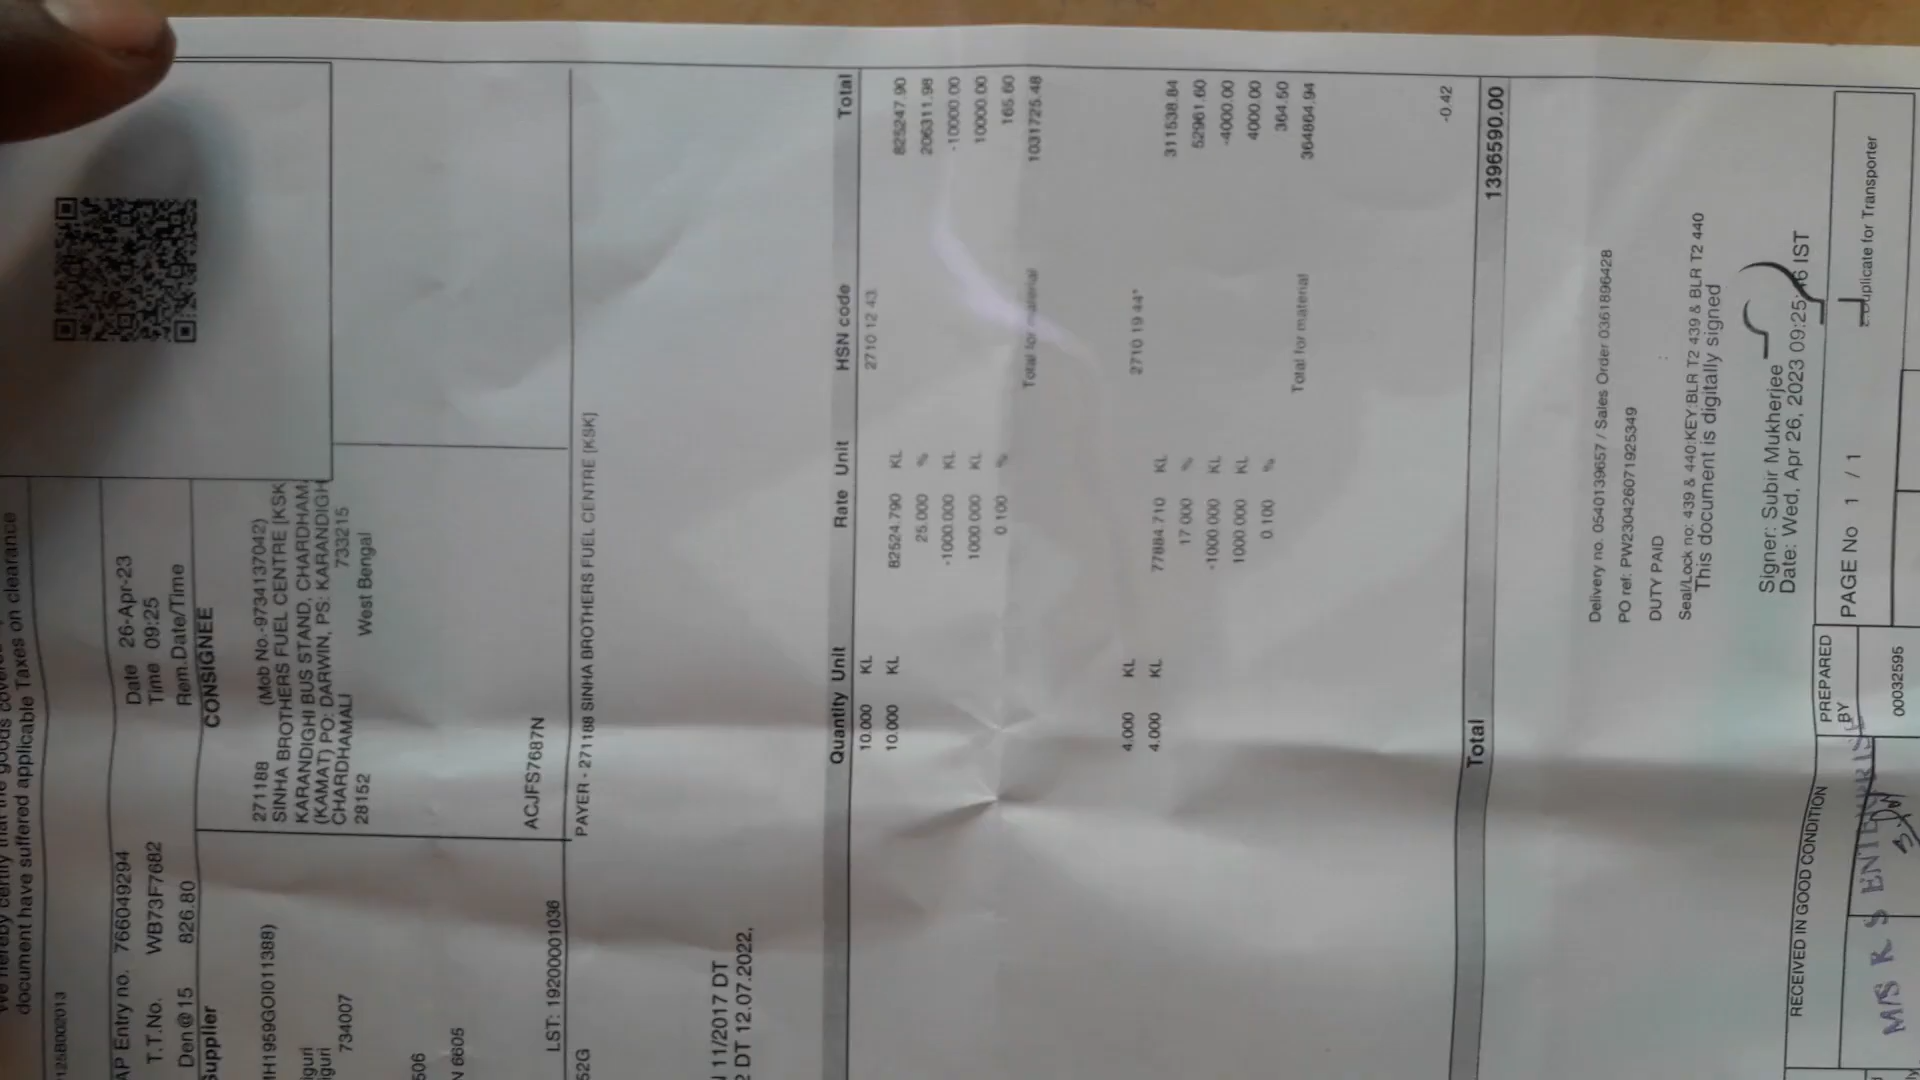 We hereby certify that the goods
document have suffered applicable Taxes on clearance
125B02013
AP Entry no. 766049294 Date 26-Apr-23
T.T.No. WB73F7682 Time 09:25
Den@15 826.80 Rem.Date/Time
Supplier CONSIGNEE
MH1959GOI011388)
iguri
iguri
734007
506
N 6605
271188 (Mob No.-9734137042)
SINHA BROTHERS FUEL CENTRE [KSK
KARANDIGHI BUS STAND, CHARDHAMA
(KAMAT) PO: DARWIN, PS: KARANDIGH
CHARDHAMALI 733215
28152 West Bengal
LST: 1920001036 ACJFS7687N
52G PAYER - 271188 SINHA BROTHERS FUEL CENTRE [KSK]
11/2017 DT
DT 12.07.2022,
Quantity Unit Rate Unit HSN code Total
10.000 KL 2710 12 43
10.000 KL 82524.790 KL 825247.90
25.000 % 206311.98
-1000.000 KL -10000.00
1000.000 KL 10000.00
0.100 % 165.60
Total for material 1031725.48
4.000 KL 2710 19 44*
4.000 KL 77884.710 KL 311538.84
17.000 % 52961.60
-1000.000 KL -4000.00
1000.000 KL 4000.00
0.100 % 364.50
Total for material 364864.94
-0.42
Total 1396590.00
Delivery no. 0540139657 / Sales Order 0361896428
PO ref: PW230426071925349
DUTY PAID :
Seal/Lock no: 439 & 440:KEY:BLR T2 439 & BLR T2 440
This document is digitally signed
Signer: Subir Mukherjee
Date: Wed, Apr 26, 2023 09:25:16 IST
RECEIVED IN GOOD CONDITION PREPARED BY PAGE No 1 / 1 2.Duplicate for Transporter
M/S R S ENTERPRISE
00032595